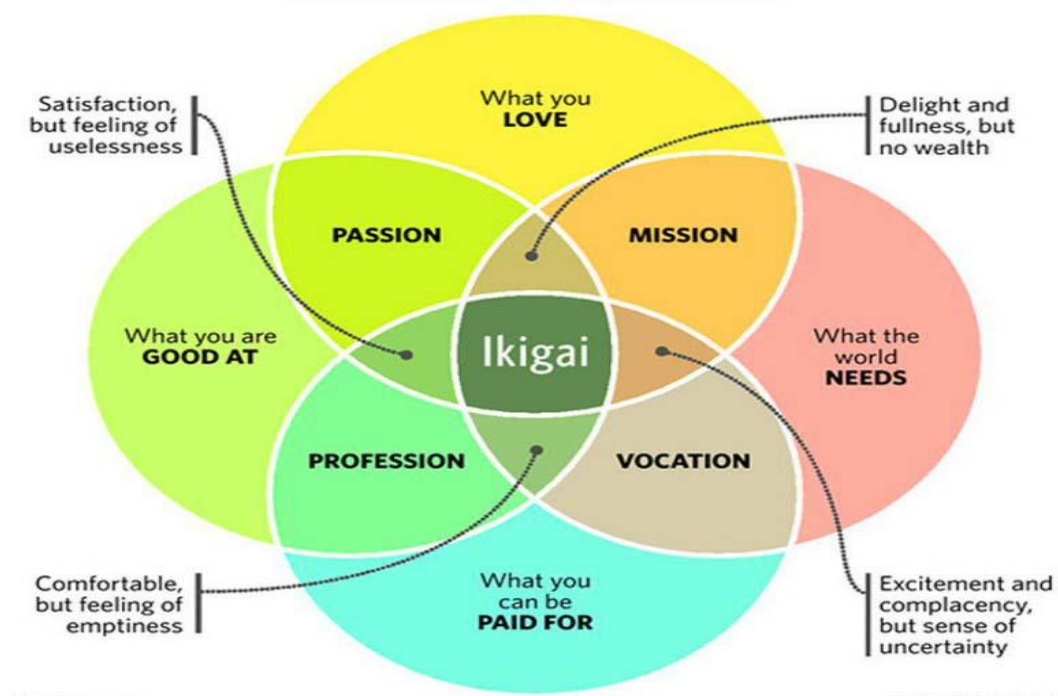 What you
LOVE
Satisfaction,
but feeling of
uselessness
Delight and
fullness, but
no wealth
PASSION
MISSION
What you are
GOOD AT
Ikigai
What the
world
NEEDS
PROFESSION
VOCATION
Comfortable,
but feeling of
emptiness
What you
can be
PAID FOR
Excitement and
complacency,
but sense of
uncertainty